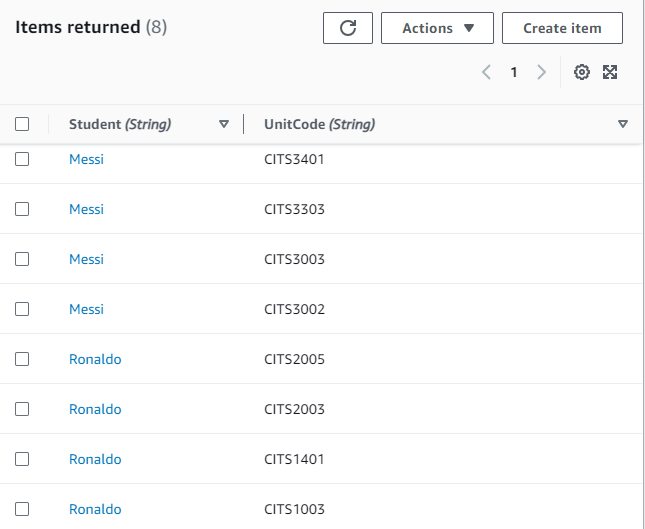 Items returned (8)
Actions
Create item
1
Student (String) UnitCode (String)
Messi CITS3401
Messi CITS3303
Messi CITS3003
Messi CITS3002
Ronaldo CITS2005
Ronaldo CITS2003
Ronaldo CITS1401
Ronaldo CITS1003